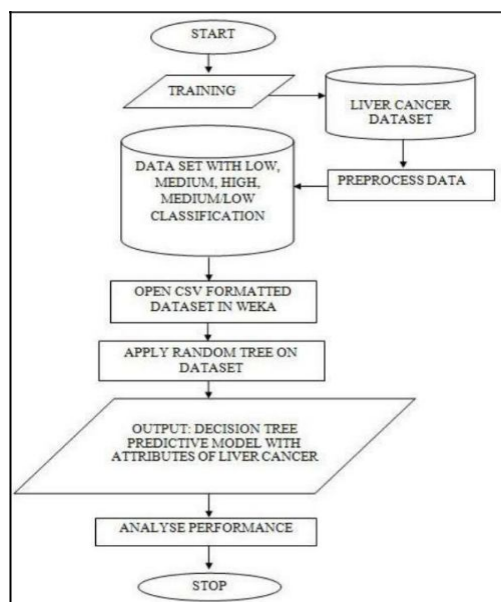 START
TRAINING
LIVER CANCER
DATASET
DATA SET WITH LOW,
MEDIUM, HIGH,
MEDIUM/LOW
CLASSIFICATION
PREPROCESS DATA
OPEN CSV FORMATTED
DATASET IN WEKA
APPLY RANDOM TREE ON
DATASET
OUTPUT: DECISION TREE
PREDICTIVE MODEL WITH
ATTRIBUTES OF LIVER CANCER
ANALYSE PERFORMANCE
STOP